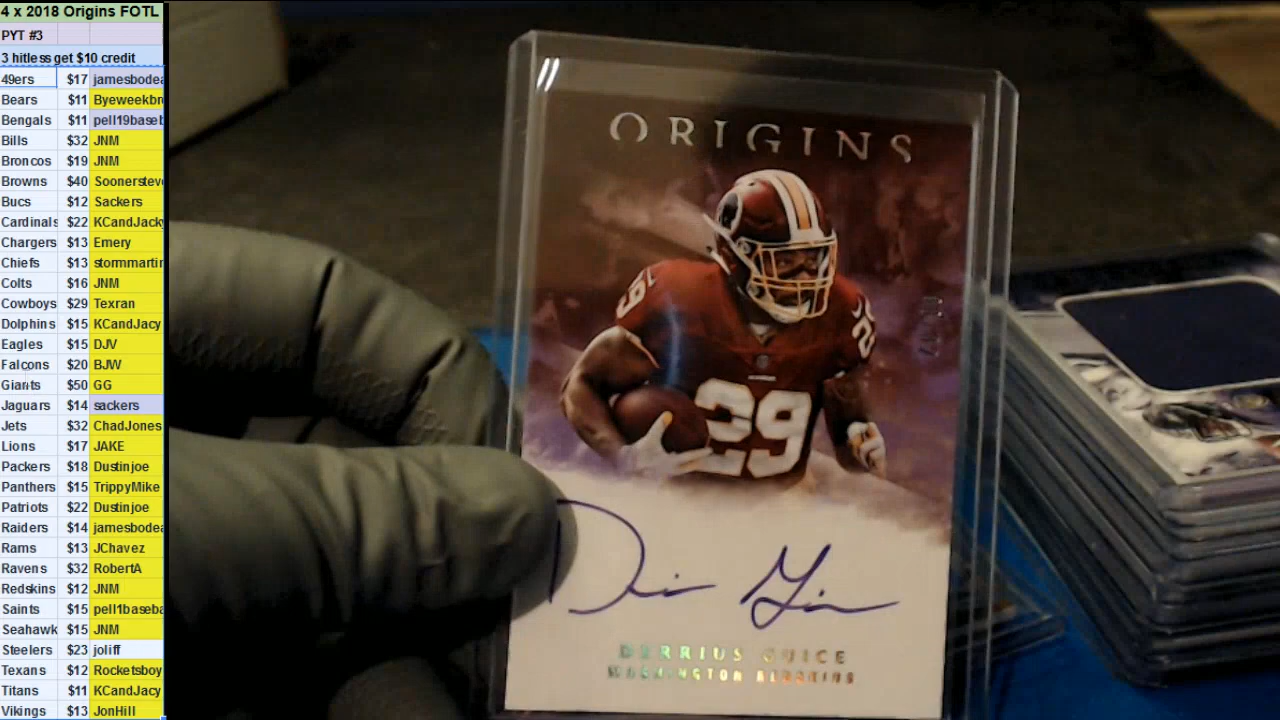 4 x 2018 Origins FOTL
PYT #3
3 hitless get $10 credit
49ers $17 jamesbodea
Bears $11 Byeweekbr
Bengals $11 pell19baseb
Bills $32 JNM
Broncos $19 JNM
Browns $40 Soonersteve
Bucs $12 Sackers
Cardinals $22 KCandJacky
Chargers $13 Emery
Chiefs $13 stormmartin
Colts $16 JNM
Cowboys $29 Texran
Dolphins $15 KCandJacy
Eagles $15 DJV
Falcons $20 BJW
Giants $50 GG
Jaguars $14 sackers
Jets $32 ChadJones
Lions $17 JAKE
Packers $18 Dustinjoe
Panthers $15 TrippyMike
Patriots $22 Dustinjoe
Raiders $14 jamesbodea
Rams $13 JChavez
Ravens $32 RobertA
Redskins $12 JNM
Saints $15 pell1baseba
Seahawk $15 JNM
Steelers $23 joliff
Texans $12 Rocketsboy
Titans $11 KCandJacy
Vikings $13 JonHill
ORIGINS
29
29
29
DERRIUS GUICE
WASHINGTON REDSKINS